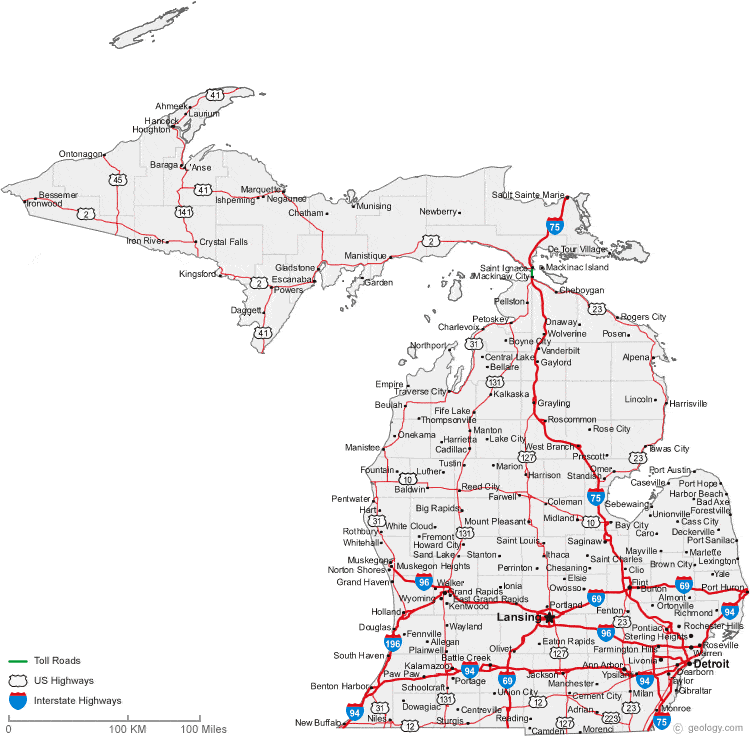 41
Ahmeek
Laurium
Hancock
Houghton
Ontonagon
Baraga
L'Anse
45
41
Marquette
Ishpeming
Negaunee
Bessemer
Ironwood
2
141
Chatham
Munising
Newberry
Sault Sainte Marie
75
Iron River
Crystal Falls
2
De Tour Village
Manistique
Kingsford
Gladstone
Saint Ignace
Mackinac Island
Mackinaw City
Escanaba
2
Powers
Garden
Cheboygan
Pellston
23
Daggett
Rogers City
41
Petoskey
Charlevoix
Onaway
Wolverine
Posen
31
Boyne City
Northport
Vanderbilt
Central Lake
Gaylord
Alpena
Bellaire
131
Empire
Traverse City
Kalkaska
Beulah
Grayling
Lincoln
Harrisville
Fife Lake
Thompsonville
Roscommon
Manton
Rose City
Onekama
Harrietta
Lake City
Manistee
Cadillac
West Branch
Tawas City
127
Prescott
23
Tustin
Marion
Fountain
Luther
Harrison
Omer
Standish
Port Austin
10
Baldwin
Reed City
Caseville
Port Hope
Farwell
75
Harbor Beach
Pentwater
Coleman
Sebewaing
Bad Axe
Hart
Big Rapids
Unionville
Forestville
31
White Cloud
Mount Pleasant
Midland
10
Bay City
Cass City
Rothbury
131
Caro
Deckerville
Fremont
Whitehall
Howard City
Saint Louis
Saginaw
Port Sanilac
Sand Lake
Stanton
Ithaca
Saint Charles
Mayville
Marlette
Muskegon
Muskegon Heights
Lexington
Norton Shores
Perrinton
Chesaning
Clio
Brown City
Grand Haven
96
Walker
Ionia
Elsie
Yale
Grand Rapids
Owosso
Flint
69
Port Huron
Wyoming
East Grand Rapids
69
Burton
Almont
Kentwood
Portland
Ortonville
Holland
Fenton
Richmond
94
Lansing
23
Douglas
Wayland
Pontiac
Rochester Hills
Fennville
96
Sterling Heights
196
Allegan
Eaton Rapids
Farmington Hills
Roseville
Plainwell
Olivet
127
Warren
South Haven
Battle Creek
Livonia
Detroit
Kalamazoo
94
Ann Arbor
Paw Paw
Jackson
Ypsilanti
Dearborn
Portage
69
Manchester
94
Taylor
Benton Harbor
Schoolcraft
Union City
Milan
Gibraltar
131
Cement City
12
Dowagiac
Centreville
Adrian
Monroe
94
31
Niles
Reading
12
223
75
New Buffalo
12
Sturgis
127
Camden
Morenci
Toll Roads
US Highways
Interstate Highways
0
100 KM
100 Miles
© geology.com